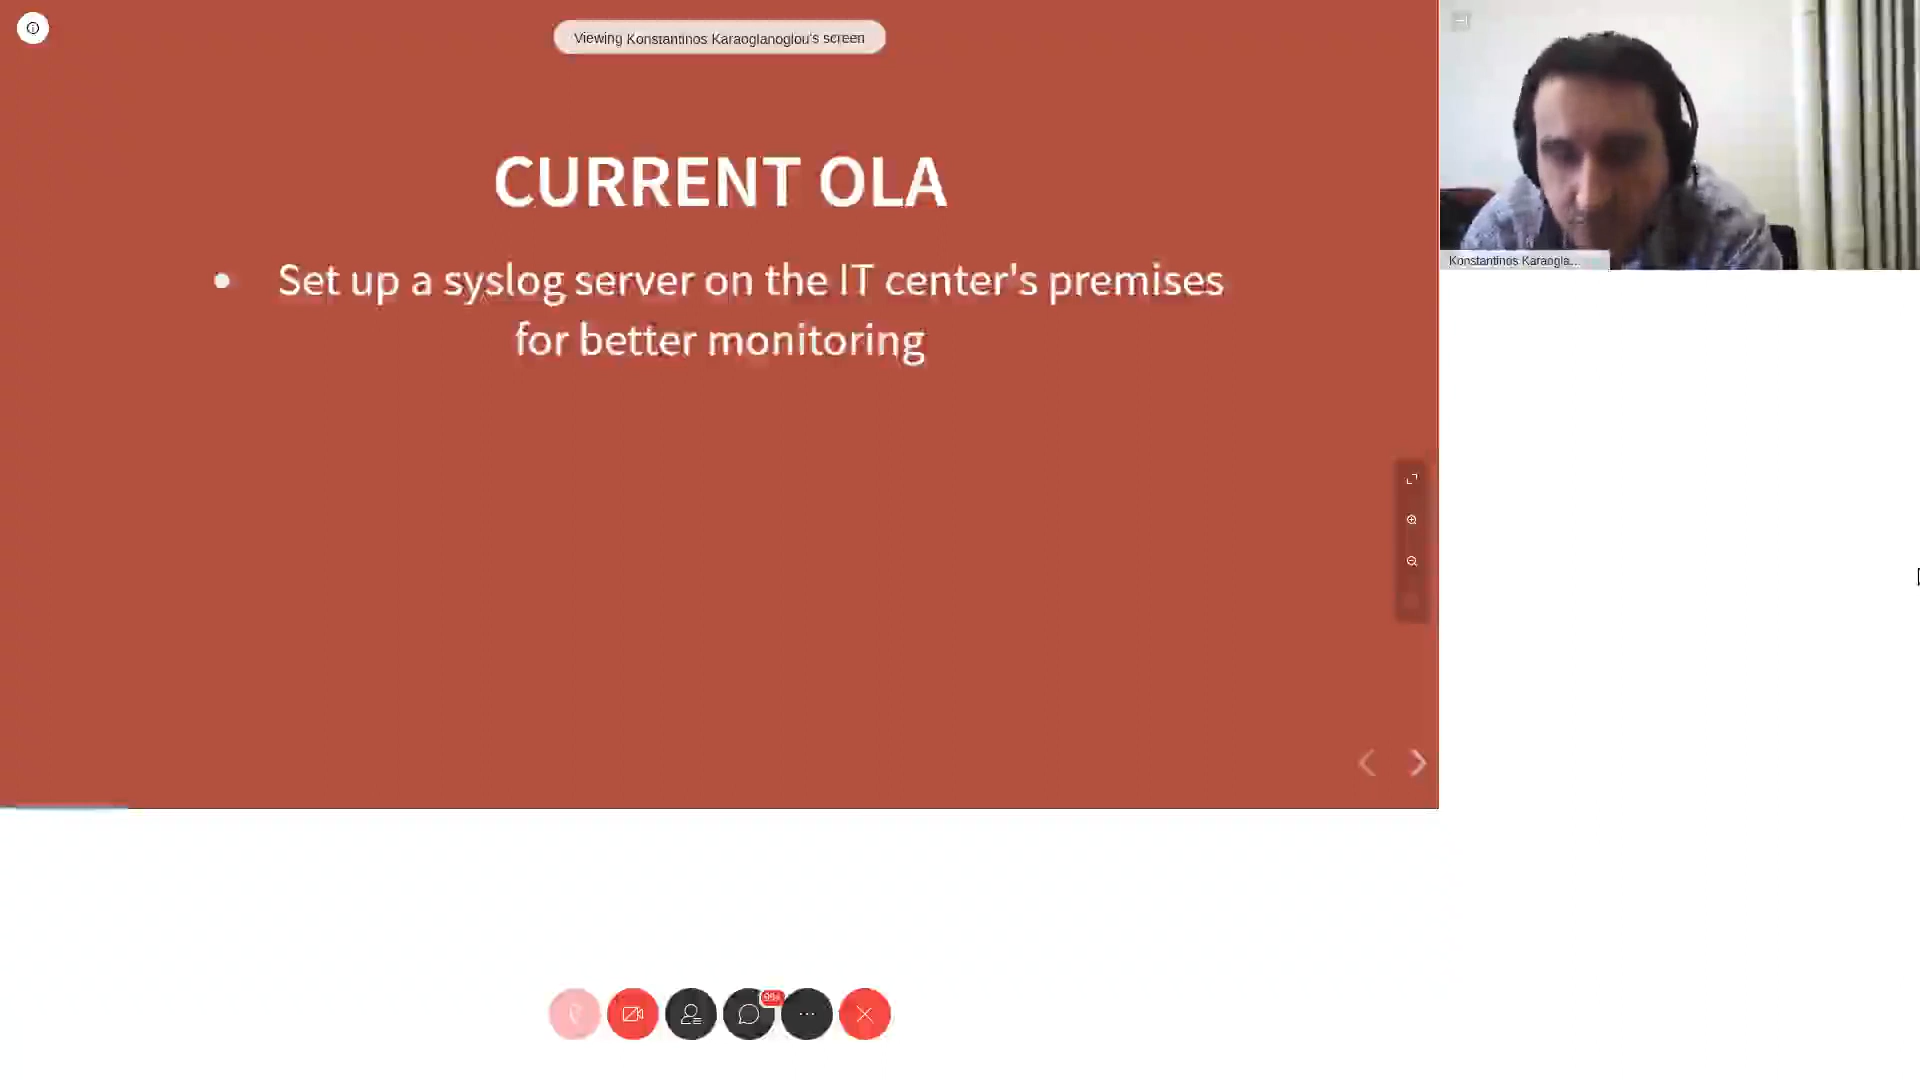 Viewing Konstantinos Karaoglanoglou's screen
CURRENT OLA
• Set up a syslog server on the IT center's premises
for better monitoring
Konstantinos Karaogla...
99+